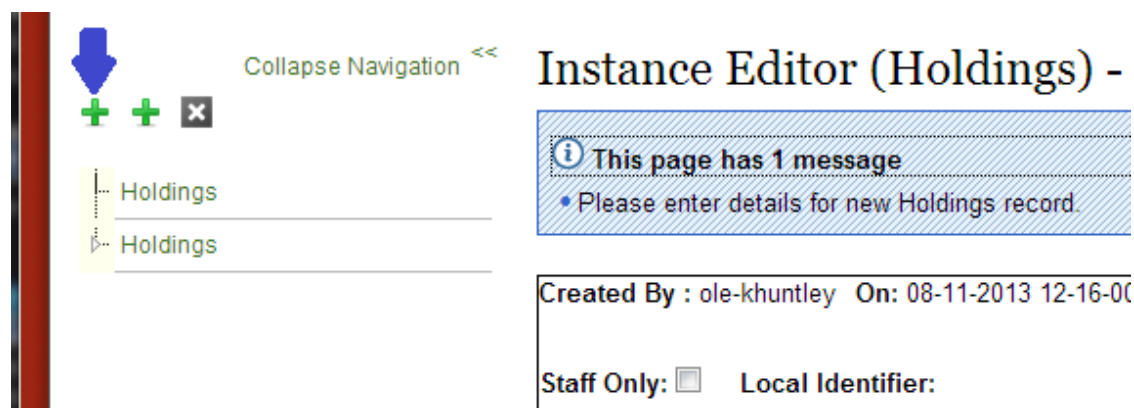 Collapse Navigation <<
Instance Editor (Holdings) -
This page has 1 message
Please enter details for new Holdings record.
Holdings
Holdings
Created By : ole-khuntley On: 08-11-2013 12-16-00
Staff Only: Local Identifier: